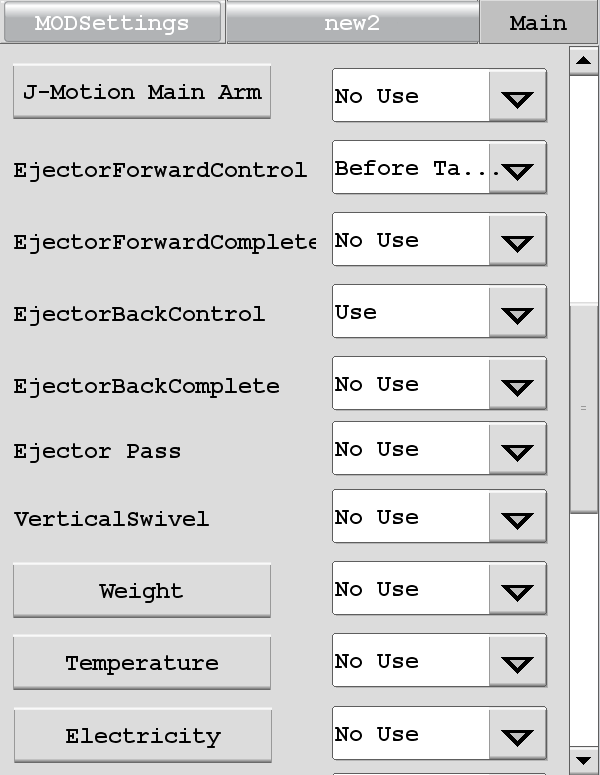 MODSettings new2 Main
J-Motion Main Arm No Use
EjectorForwardControl Before Ta...
EjectorForwardComplete No Use
EjectorBackControl Use
EjectorBackComplete No Use
Ejector Pass No Use
VerticalSwivel No Use
Weight No Use
Temperature No Use
Electricity No Use